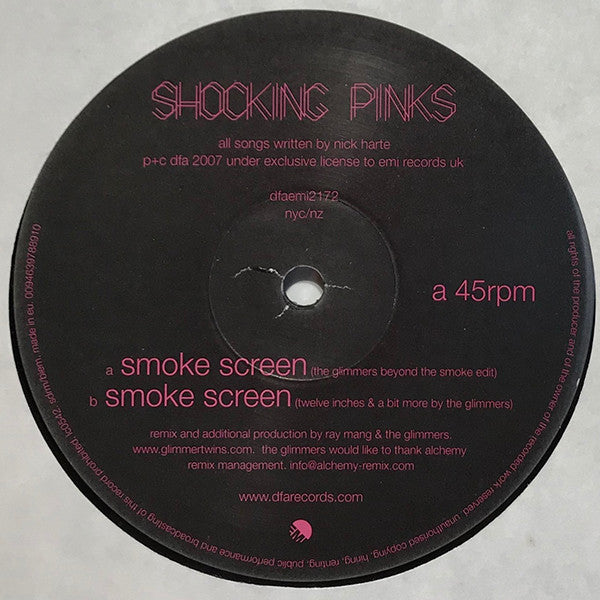 SHOCKING PINKS
all songs written by nick harte
p+c dfa 2007 under exclusive license to emi records uk
dfaemi2172
nyc/nz
a 45rpm
a smoke screen (the glimmers beyond the smoke edit)
b smoke screen (twelve inches & a bit more by the glimmers)
remix and additional production by ray mang & the glimmers.
www.glimmertwins.com. the glimmers would like to thank alchemy
remix management. info@alchemy-remix.com
www.dfarecords.com
EMI
all rights of the producer and of the owner of the recorded work reserved. unauthorised copying, hiring, renting, public performance and broadcasting of this record prohibited. lc0542. sdrm/biem. made in eu. 0094639788910